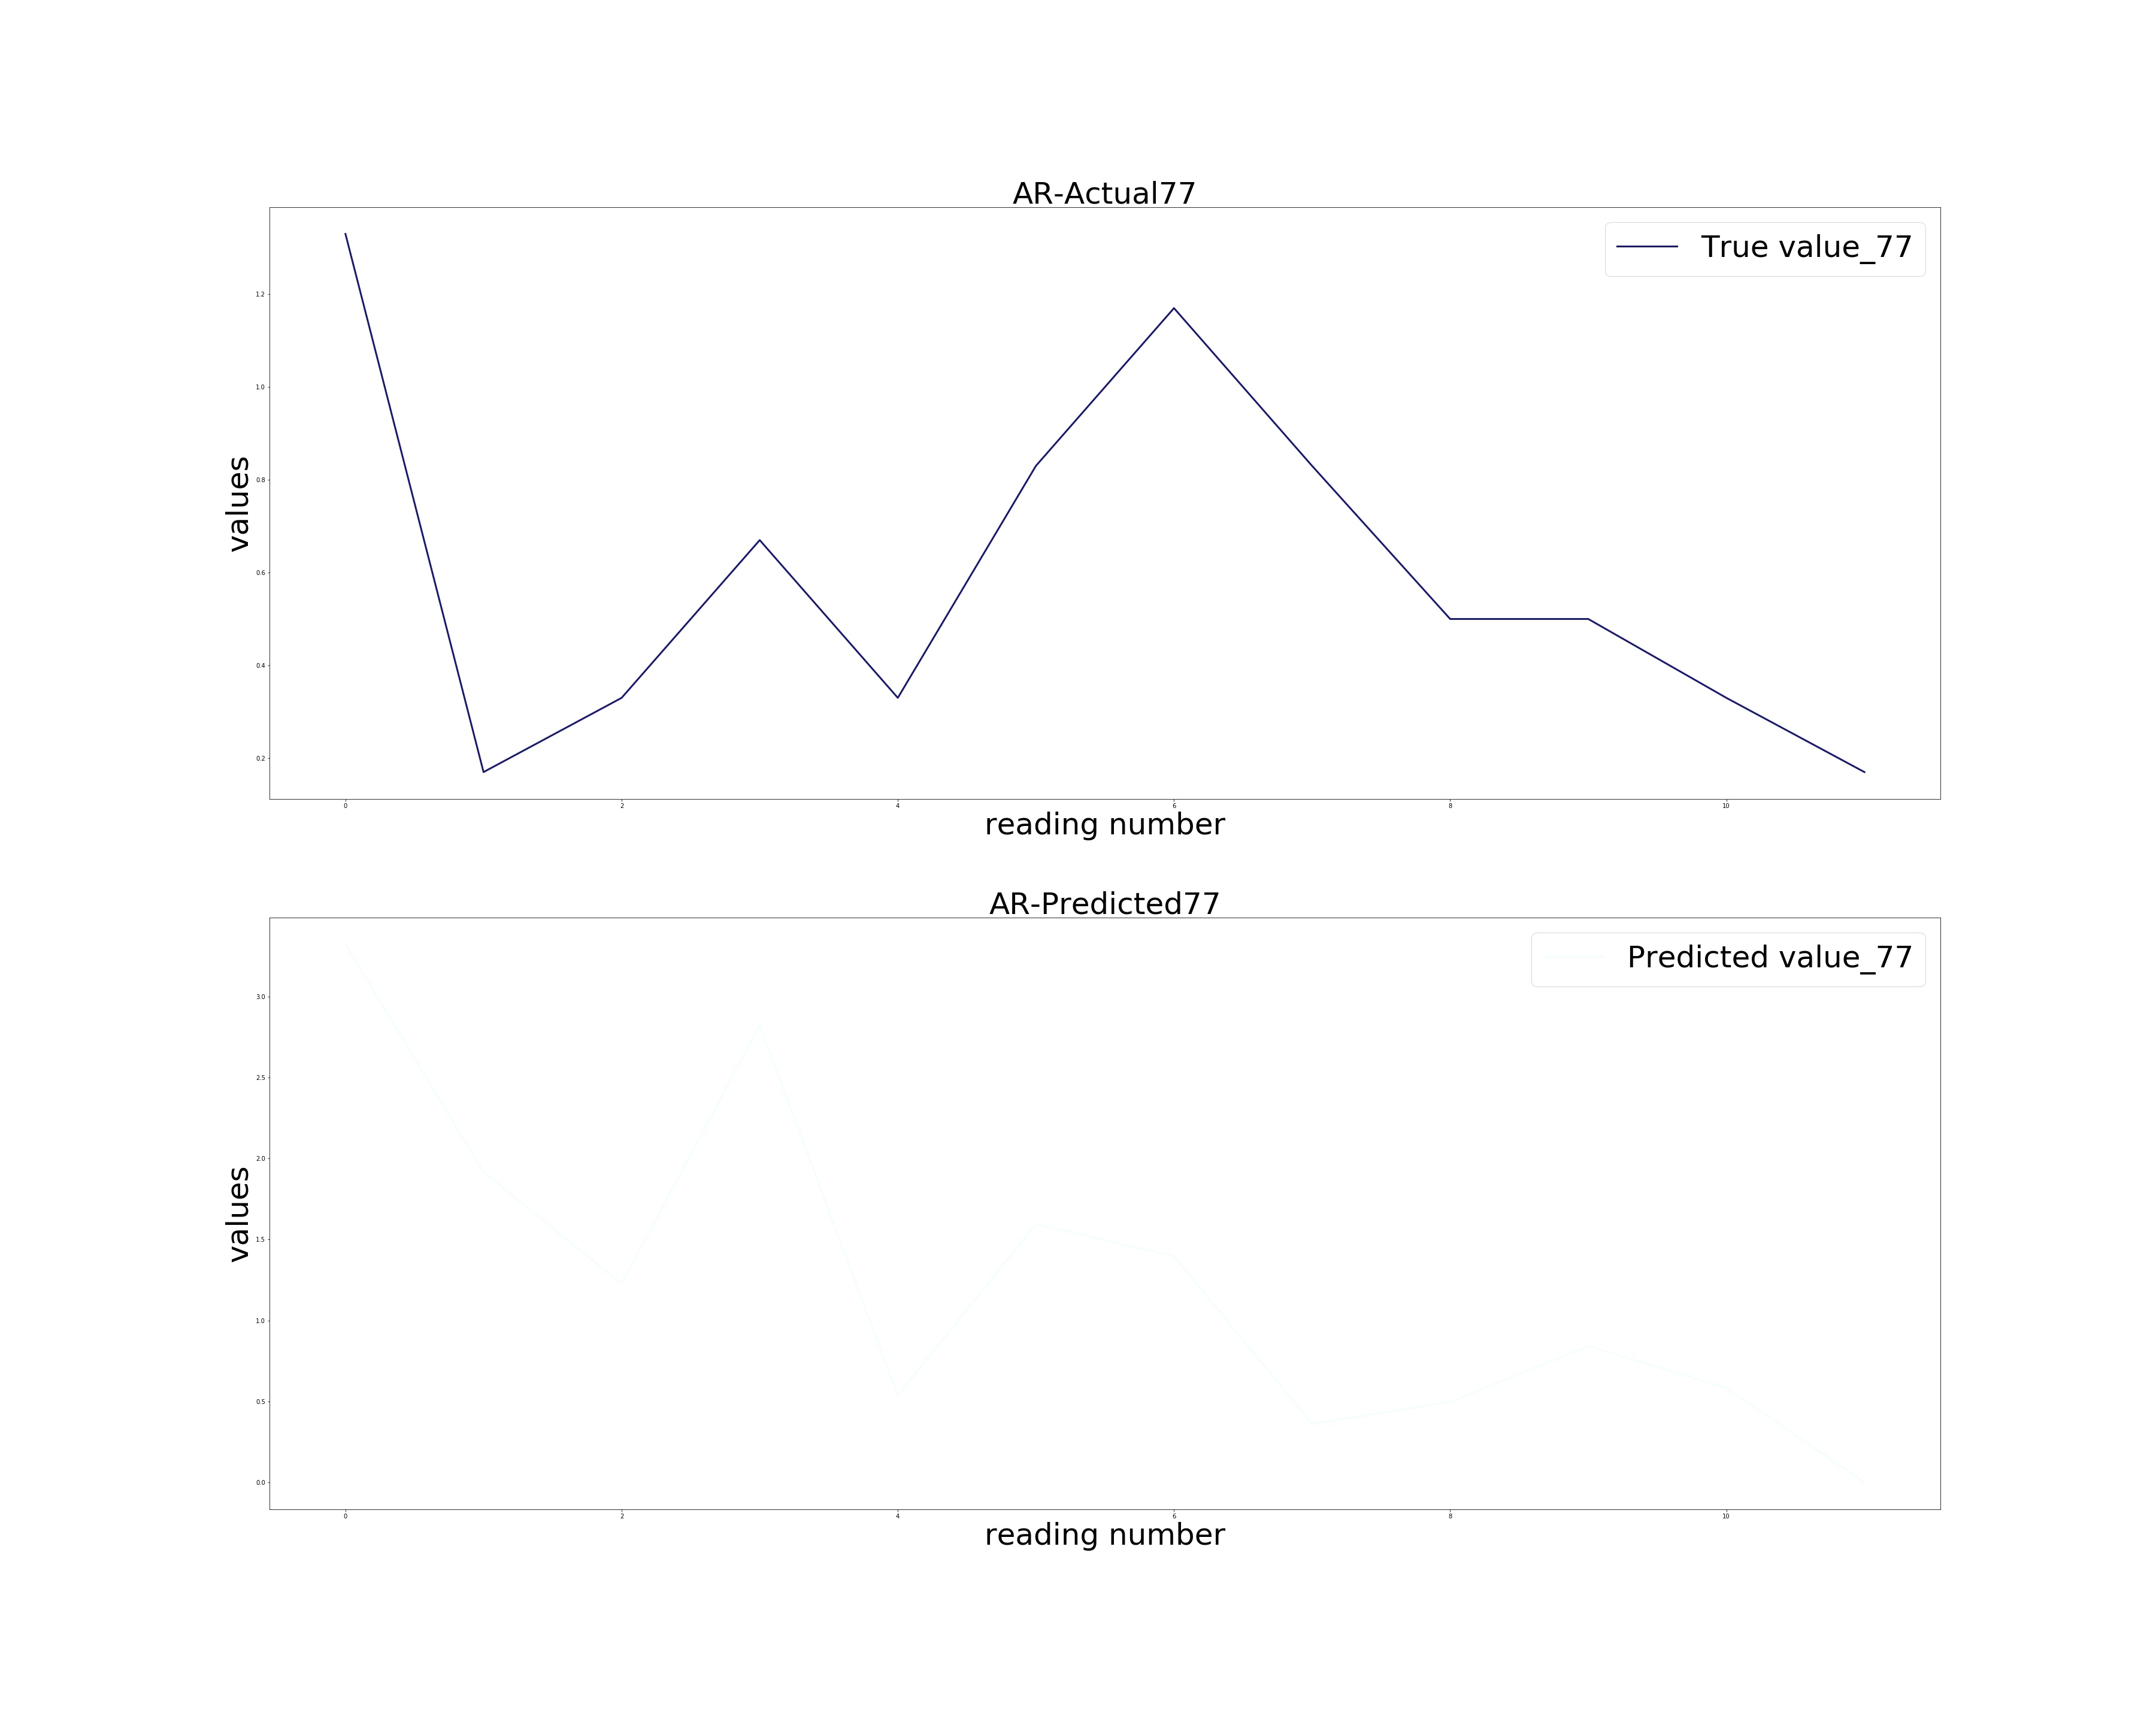 AR-Actual77
True value_77
values
1.2
1.0
0.8
0.6
0.4
0.2
0 2 4 6 8 10
reading number
AR-Predicted77
Predicted value_77
values
3.0
2.5
2.0
1.5
1.0
0.5
0.0
0 2 4 6 8 10
reading number